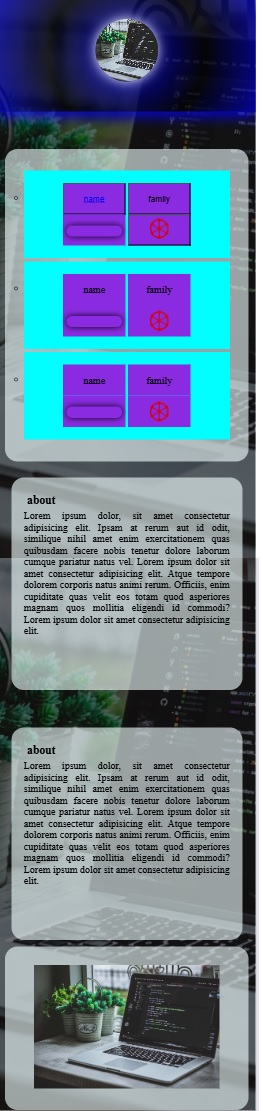 name family
name family
name family
about
Lorem ipsum dolor, sit amet consectetur
adipisicing elit. Ipsam at rerum aut id odit,
similique nihil amet enim exercitationem quas
quibusdam facere nobis tenetur dolore laborum
cumque pariatur natus vel. Lorem ipsum dolor sit
amet consectetur adipisicing elit. Atque tempore
dolorem corporis natus animi rerum. Officiis, enim
cupiditate quas velit eos totam quod asperiores
magnam quos mollitia eligendi id commodi?
Lorem ipsum dolor sit amet consectetur adipisicing
elit.
about
Lorem ipsum dolor, sit amet consectetur
adipisicing elit. Ipsam at rerum aut id odit,
similique nihil amet enim exercitationem quas
quibusdam facere nobis tenetur dolore laborum
cumque pariatur natus vel. Lorem ipsum dolor sit
amet consectetur adipisicing elit. Atque tempore
dolorem corporis natus animi rerum. Officiis, enim
cupiditate quas velit eos totam quod asperiores
magnam quos mollitia eligendi id commodi?
Lorem ipsum dolor sit amet consectetur adipisicing
elit.